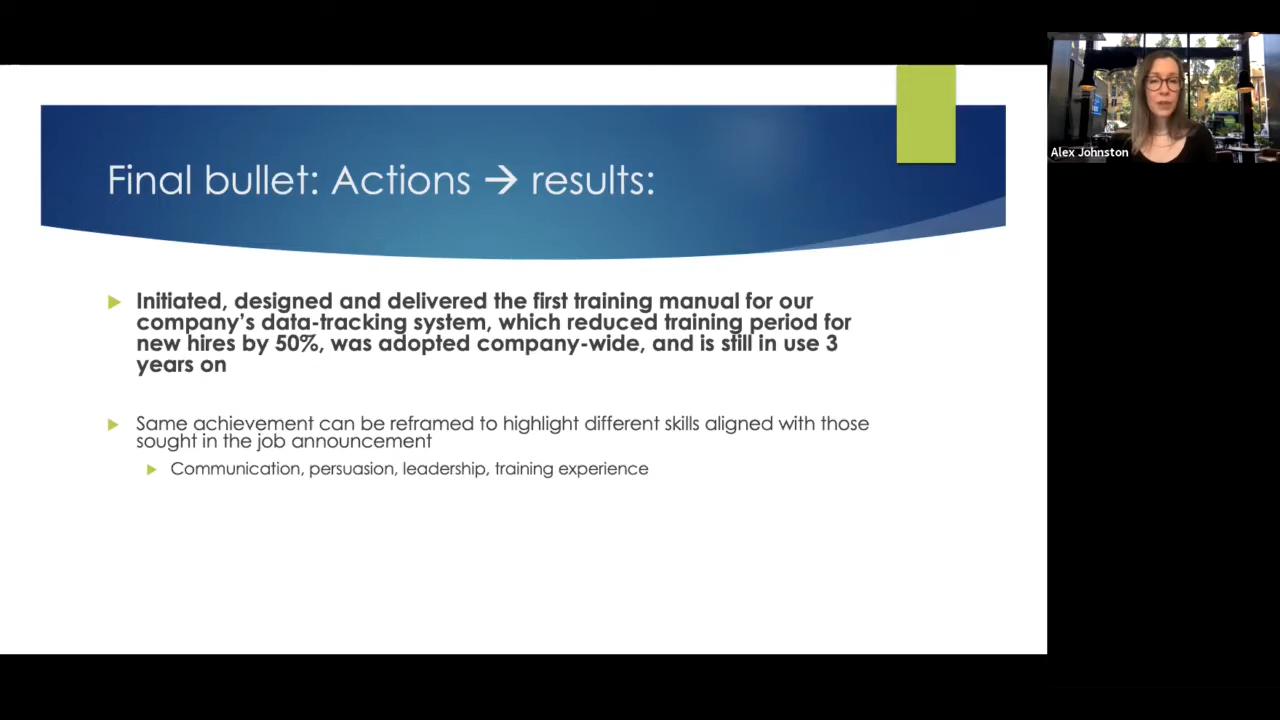 Final bullet: Actions → results:
Initiated, designed and delivered the first training manual for our
company’s data-tracking system, which reduced training period for
new hires by 50%, was adopted company-wide, and is still in use 3
years on
Same achievement can be reframed to highlight different skills aligned with those
sought in the job announcement
Communication, persuasion, leadership, training experience
Alex Johnston